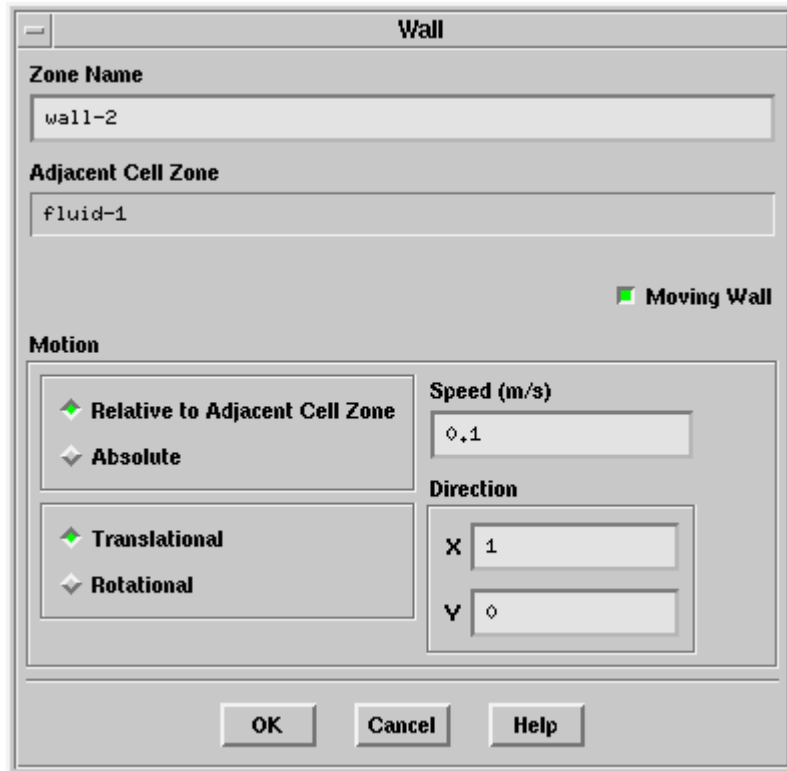 Wall
Zone Name
wall-2
Adjacent Cell Zone
fluid-1
Moving Wall
Motion
Relative to Adjacent Cell Zone
Absolute
Translational
Rotational
Speed (m/s)
0.1
Direction
X 1
Y 0
OK Cancel Help